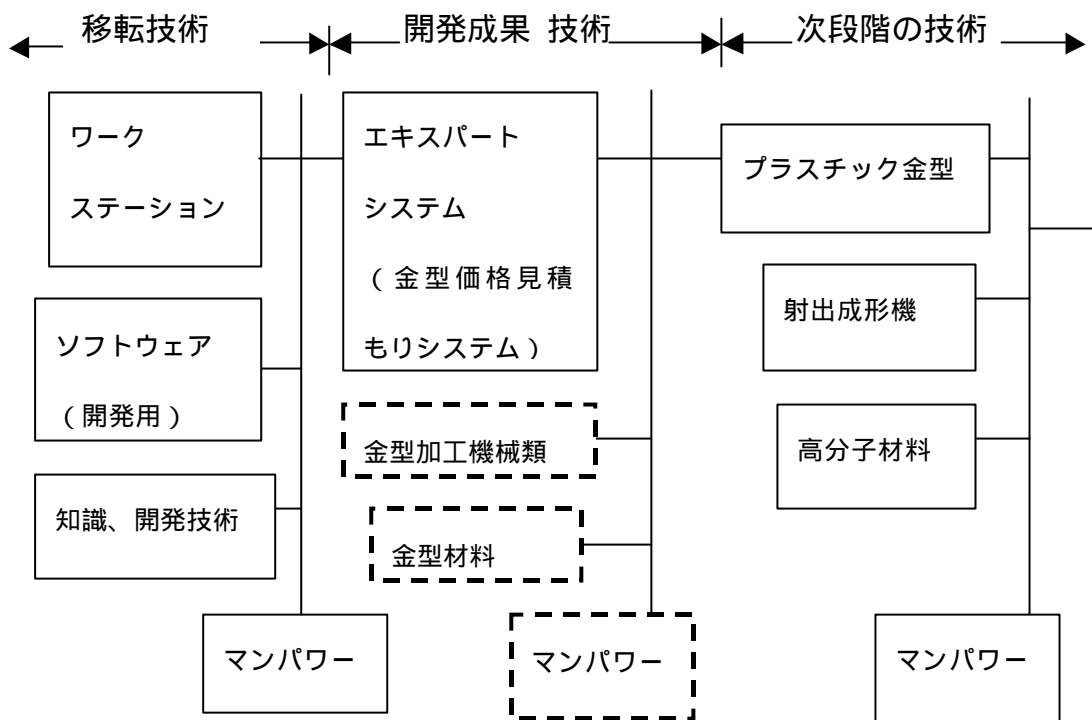 移転技術
開発成果 技術
次段階の技術
ワーク
ステーション
ソフトウェア
(開発用)
知識、開発技術
マンパワー
エキスパート
システム
(金型価格見積
もりシステム)
金型加工機械類
金型材料
マンパワー
プラスチック金型
射出成形機
高分子材料
マンパワー